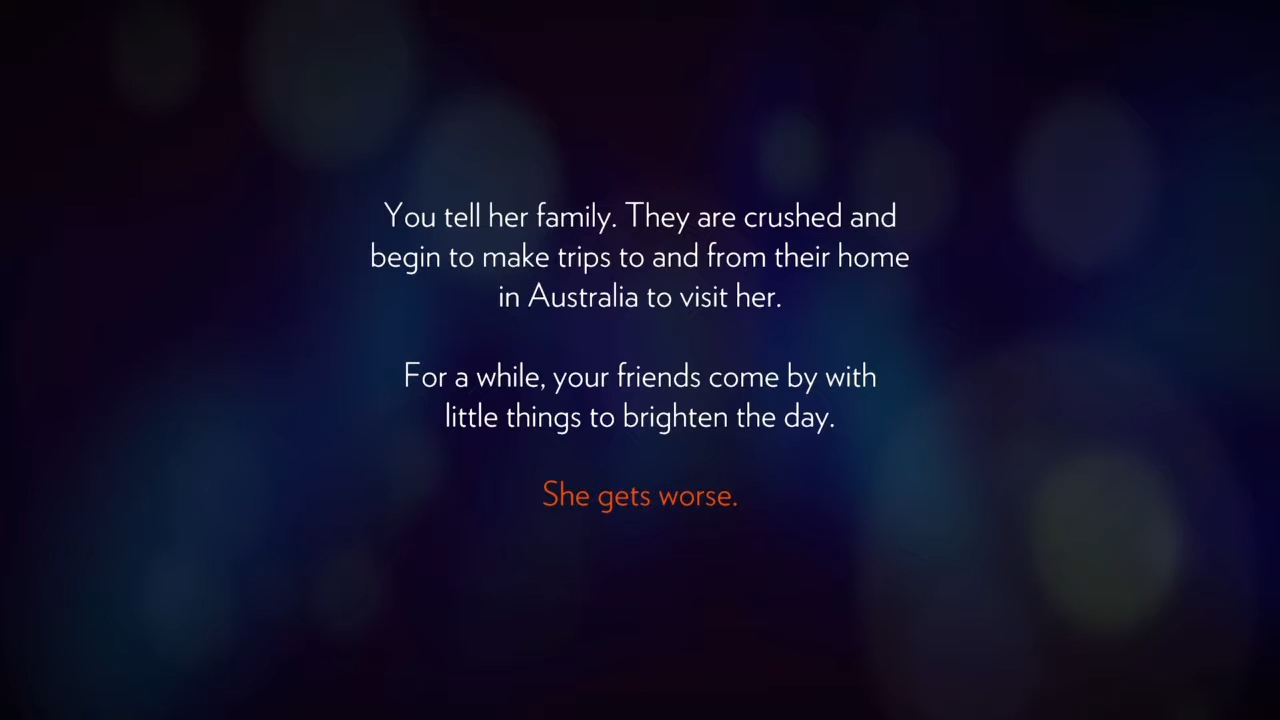 You tell her family. They are crushed and
begin to make trips to and from their home
in Australia to visit her.
For a while, your friends come by with
little things to brighten the day.
She gets worse.